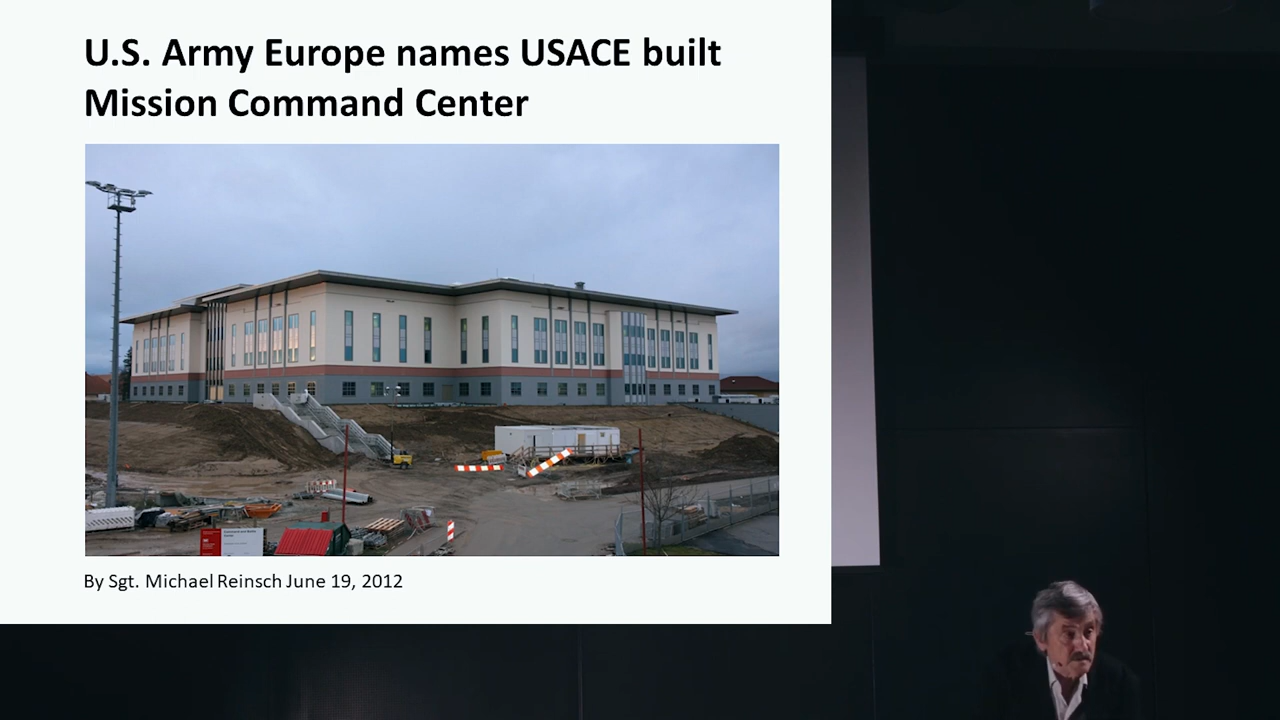 U.S. Army Europe names USACE built
Mission Command Center
By Sgt. Michael Reinsch June 19, 2012